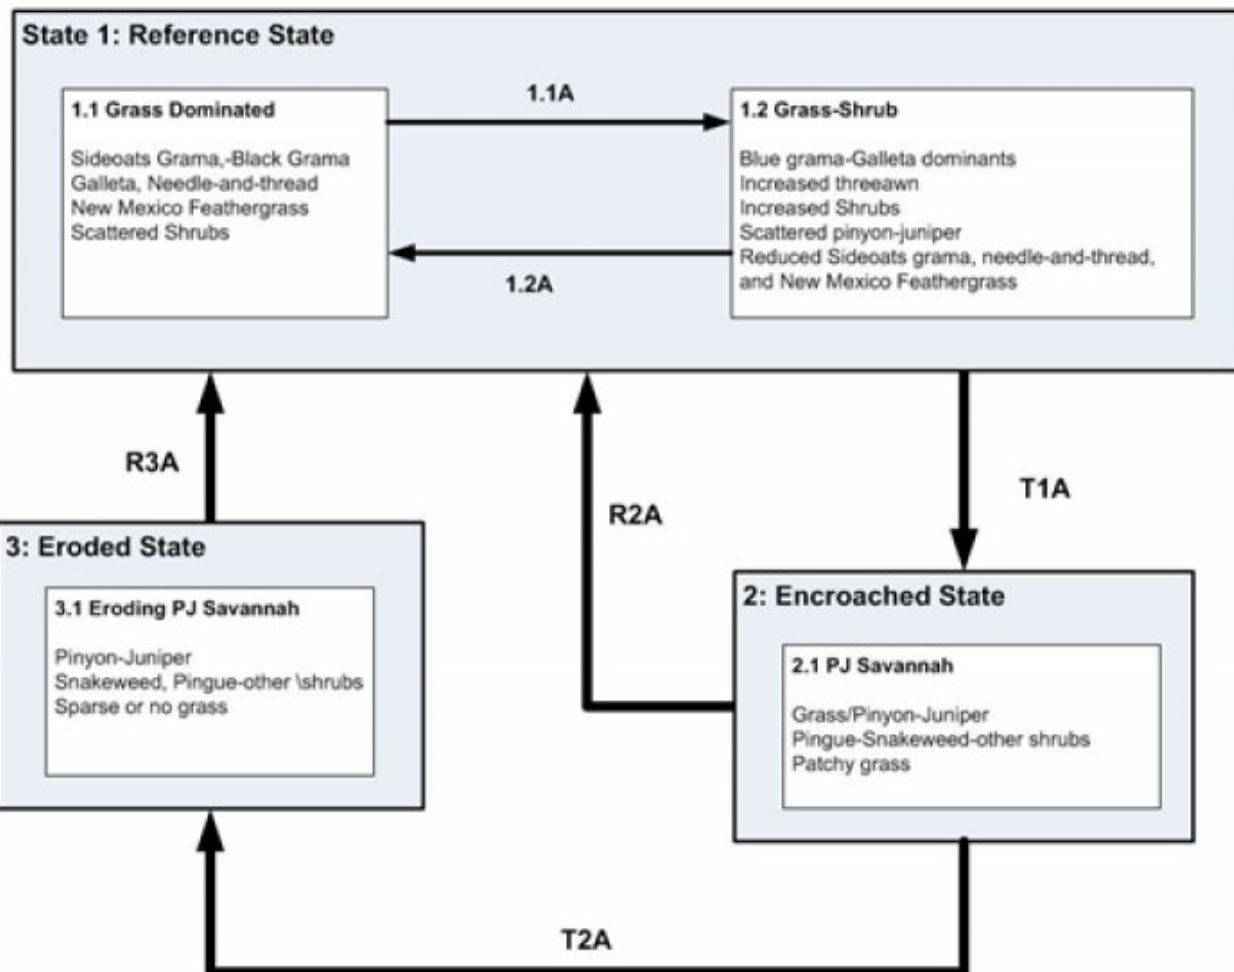 State 1: Reference State
1.1 Grass Dominated
Sideoats Grama,-Black Grama
Galleta, Needle-and-thread
New Mexico Feathergrass
Scattered Shrubs
1.1A
1.2A
1.2 Grass-Shrub
Blue grama-Galleta dominants
Increased threeawn
Increased Shrubs
Scattered pinyon-juniper
Reduced Sideoats grama, needle-and-thread,
and New Mexico Feathergrass
R3A
R2A
T1A
3: Eroded State
3.1 Eroding PJ Savannah
Pinyon-Juniper
Snakeweed, Pingue-other \shrubs
Sparse or no grass
2: Encroached State
2.1 PJ Savannah
Grass/Pinyon-Juniper
Pingue-Snakeweed-other shrubs
Patchy grass
T2A